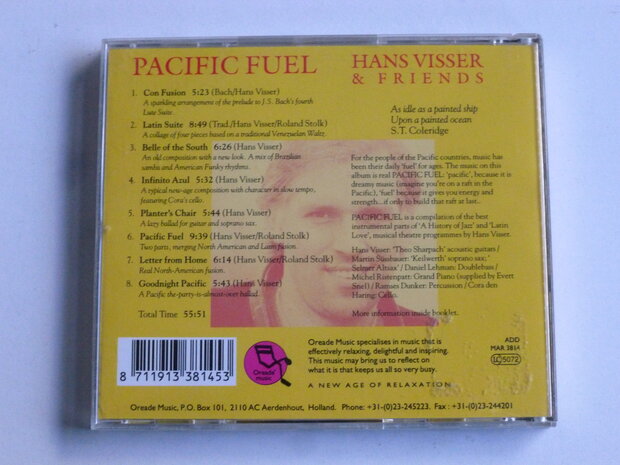 PACIFIC FUEL
HANS VISSER
& FRIENDS
1. Con Fusion 5:23 (Bach/Hans Visser)
A sparkling arrangement of the prelude to J.S. Bach's fourth
Lute Suite.
2. Latin Suite 8:49 (Trad./Hans Visser/Roland Stolk)
A collage of four pieces based on a traditional Venezuelan Waltz.
3. Belle of the South 6:26 (Hans Visser)
An old composition with a new look. A mix of Brazilain
samba and American Funky rhythms.
4. Infinito Azul 5:32 (Hans Visser)
A typical new-age composition with character in slow tempo,
featuring Cora's cello.
5. Planter's Chair 5:44 (Hans Visser)
A lazy ballad for guitar and soprano sax.
6. Pacific Fuel 9:39 (Hans Visser/Roland Stolk)
Two parts, merging North American and Latin fusion.
7. Letter from Home 6:14 (Hans Visser/Roland Stolk)
Real North-American fusion.
8. Goodnight Pacific 5:43 (Hans Visser)
A Pacific the-party-is-almost-over ballad.
Total Time 55:51
As idle as a painted ship
Upon a painted ocean
S.T. Coleridge
For the people of the Pacific countries, music has
been their daily 'fuel' for ages. The music on this
album is real PACIFIC FUEL: 'pacific', because it is
dreamy music (imagine you're on a raft in the
Pacific), 'fuel' because it gives you energy and
strength...if only to build that raft at last..
PACIFIC FUEL is a compilation of the best
instrumental parts of 'A History of Jazz' and 'Latin
Love', musical theatre programmes by Hans Visser.
Hans Visser: 'Theo Sharpach' acoustic guitars /
Martin Süssbauer: 'Keilwerth' soprano sax;
Selmer Altsax' / Daniel Lehman: Doublebass /
Michel Rustenpatt: Grand Piano (supplied by Evert
Snel) / Ramses Dunker: Percussion / Cora den
Haring: Cello.
More information inside booklet.
8 711913 381453
Oreade
music
Oreade Music specialises in music that is
effectively relaxing, delightful and inspiring.
This music may bring us to reflect on
what it is that keeps us all so very busy.
A NEW AGE OF RELAXATION
ADD
MAR 3814
LC 5072
Oreade Music, P.O. Box 101, 2110 AC Aerdenhout, Holland. Phone: +31-(0)23-245223. Fax: +31-(0)23-244201